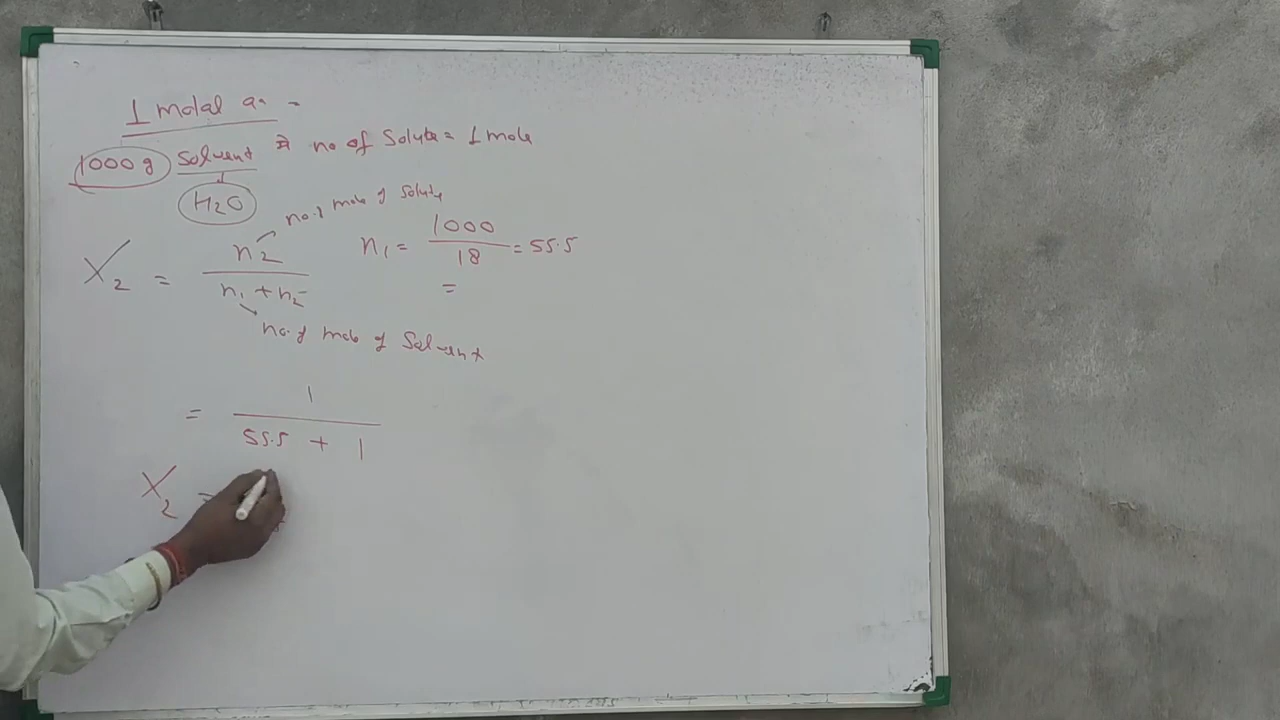 1 molal aq -
1000 g Solvent ⇒ no of Solute = 1 mole
H2O
no. of mole of Solute
X2 = n2 / n1 + n2
n1 = 1000 / 18 = 55.5
=
no. of mole of Solvent
= 1 / 55.5 + 1
X2 =